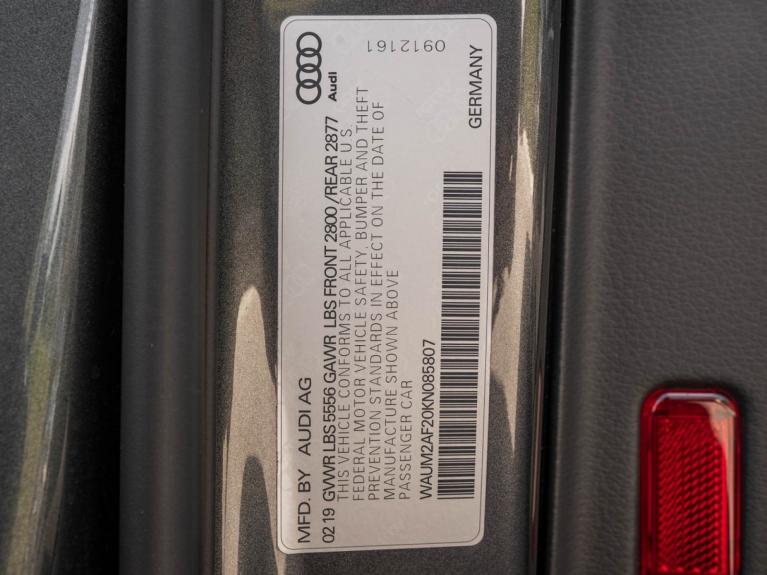 MFD. BY AUDI AG
Audi
02 19 GVWR LBS 5556 GAWR LBS FRONT 2800 / REAR 2877
THIS VEHICLE CONFORMS TO ALL APPLICABLE U.S.
FEDERAL MOTOR VEHICLE SAFETY, BUMPER AND THEFT
PREVENTION STANDARDS IN EFFECT ON THE DATE OF
MANUFACTURE SHOWN ABOVE
PASSENGER CAR
WAUM2AF20KN085807
GERMANY
0912161